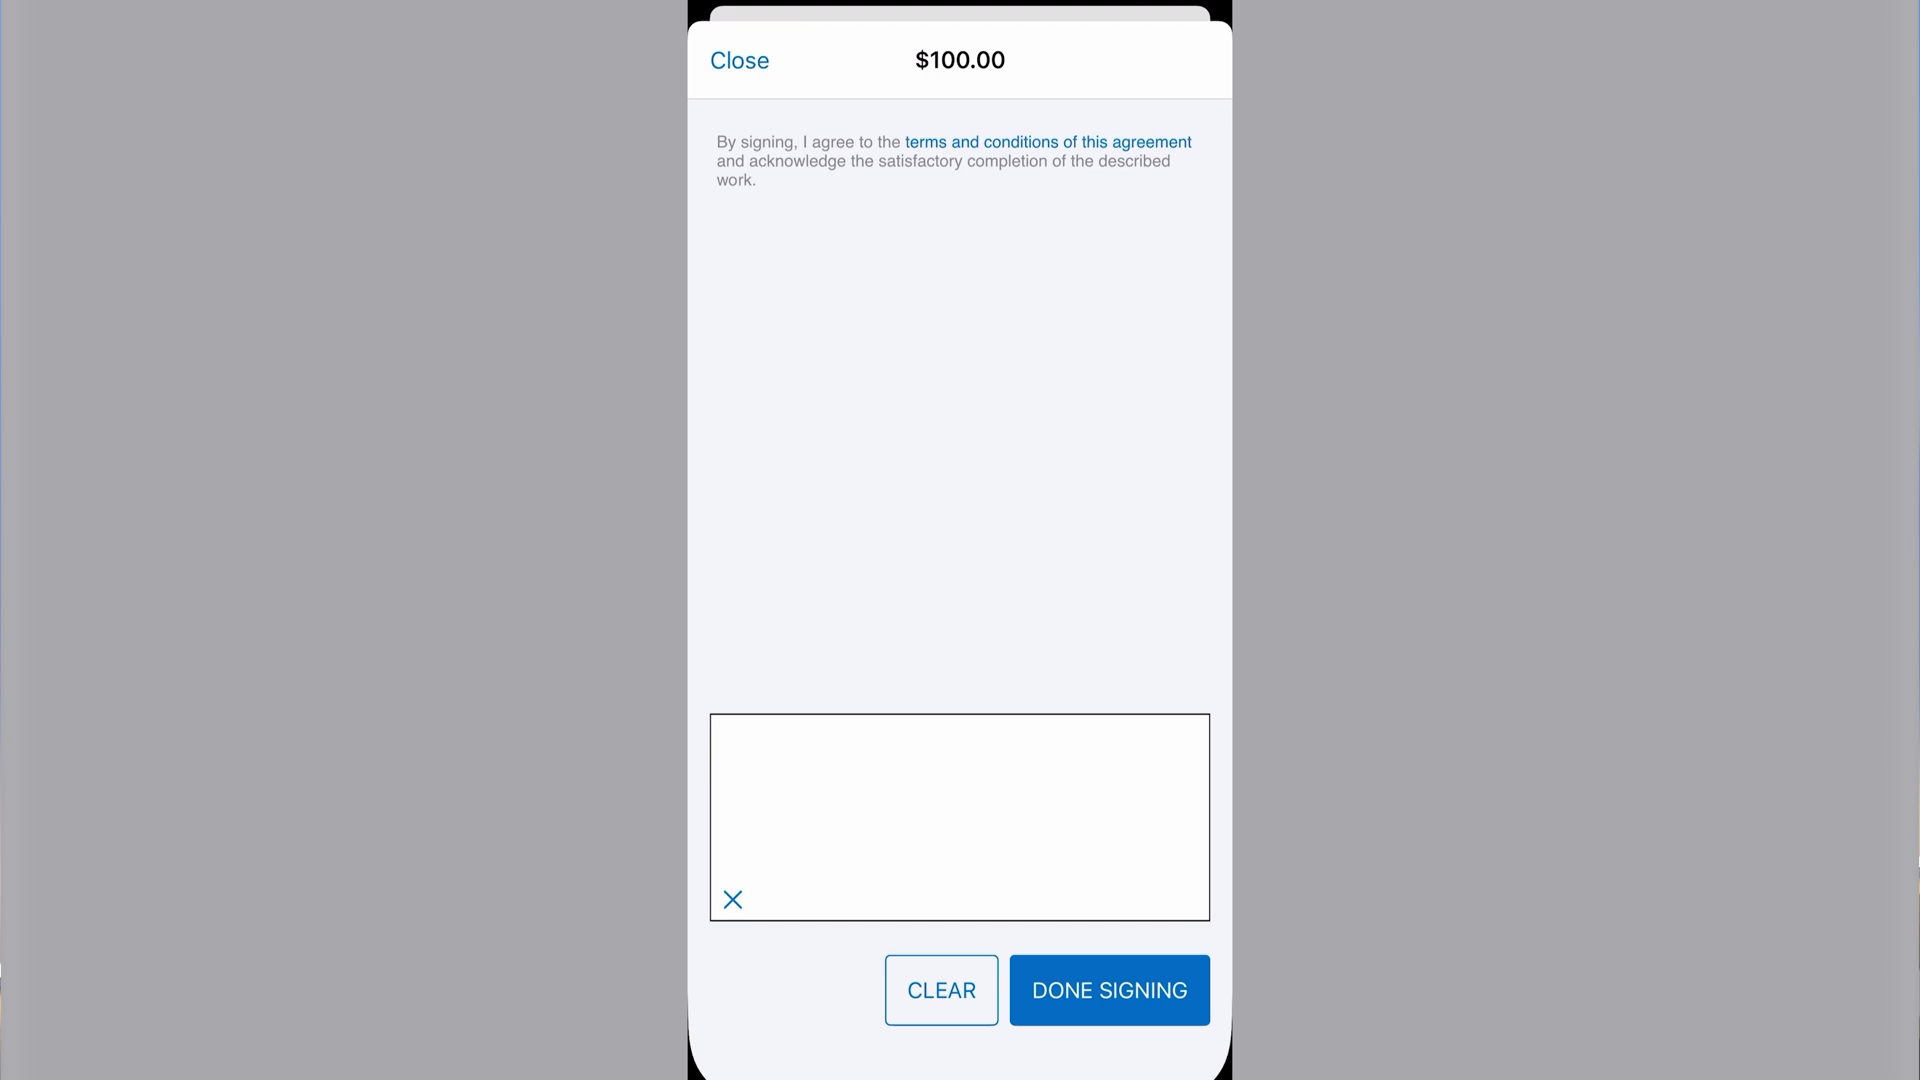 Close
$100.00
By signing, I agree to the terms and conditions of this agreement
and acknowledge the satisfactory completion of the described
work.
CLEAR
DONE SIGNING